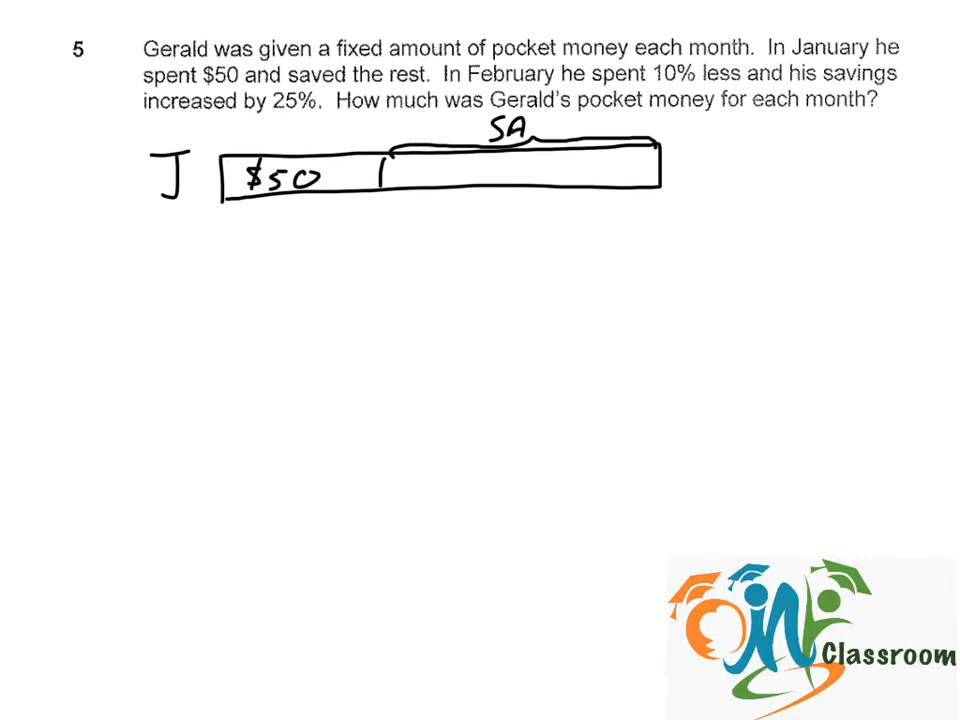 5 Gerald was given a fixed amount of pocket money each month. In January he
spent $50 and saved the rest. In February he spent 10% less and his savings
increased by 25%. How much was Gerald's pocket money for each month?
SA
J $50
OINK
Classroom